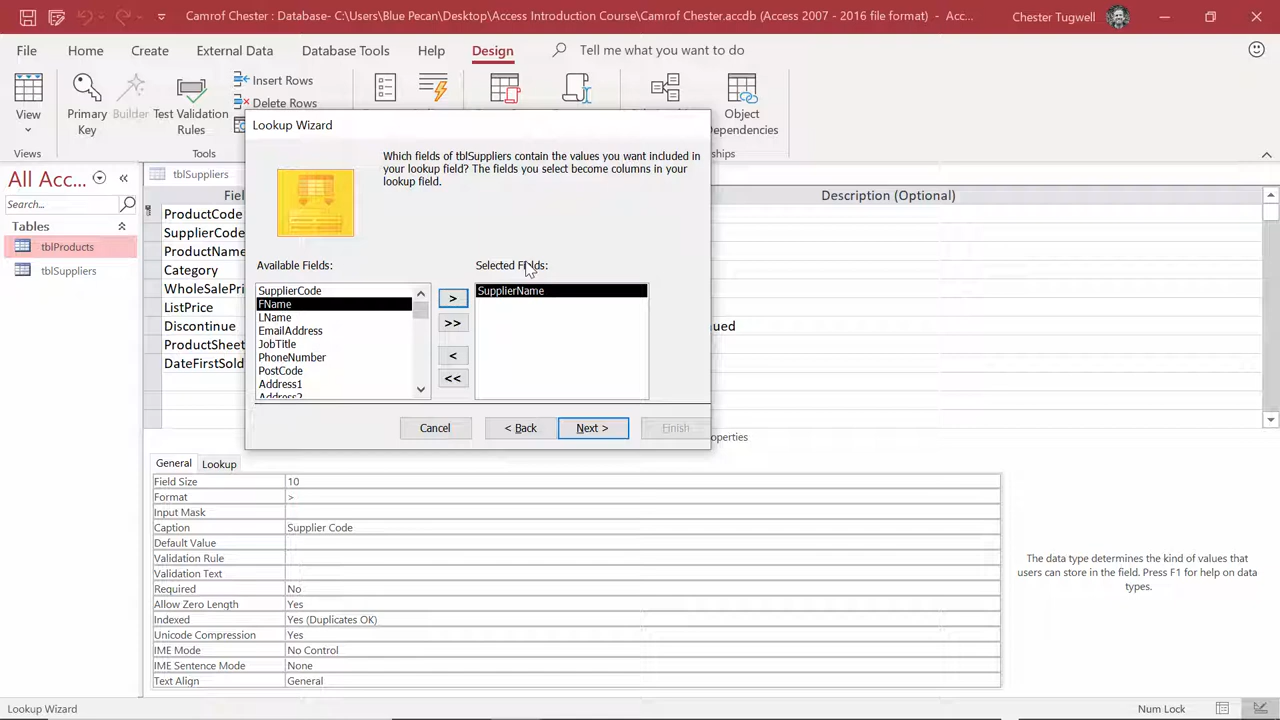 Camrof Chester : Database- C:\Users\Blue Pecan\Desktop\Access Introduction Course\Camrof Chester.accdb (Access 2007 - 2016 file format) - Acc...
Chester Tugwell
File
Home
Create
External Data
Database Tools
Help
Design
Tell me what you want to do
View
Primary Key
Builder
Test Validation Rules
Insert Rows
Delete Rows
Object Dependencies
Views
Tools
All Acc...
Search...
Tables
tblProducts
tblSuppliers
tblSuppliers
Description (Optional)
ProductCode
SupplierCode
ProductName
Category
WholeSalePri
ListPrice
Discontinue
ProductSheet
DateFirstSold
Lookup Wizard
Which fields of tblSuppliers contain the values you want included in
your lookup field? The fields you select become columns in your
lookup field.
Available Fields:
Selected Fields:
SupplierCode
FName
LName
EmailAddress
JobTitle
PhoneNumber
PostCode
Address1
Address2
>
>>
<
<<
SupplierName
Cancel
< Back
Next >
Finish
General
Lookup
Field Size 10
Format >
Input Mask
Caption Supplier Code
Default Value
Validation Rule
Validation Text
Required No
Allow Zero Length Yes
Indexed Yes (Duplicates OK)
Unicode Compression Yes
IME Mode No Control
IME Sentence Mode None
Text Align General
The data type determines the kind of values that
users can store in the field. Press F1 for help on data
types.
Lookup Wizard
Num Lock